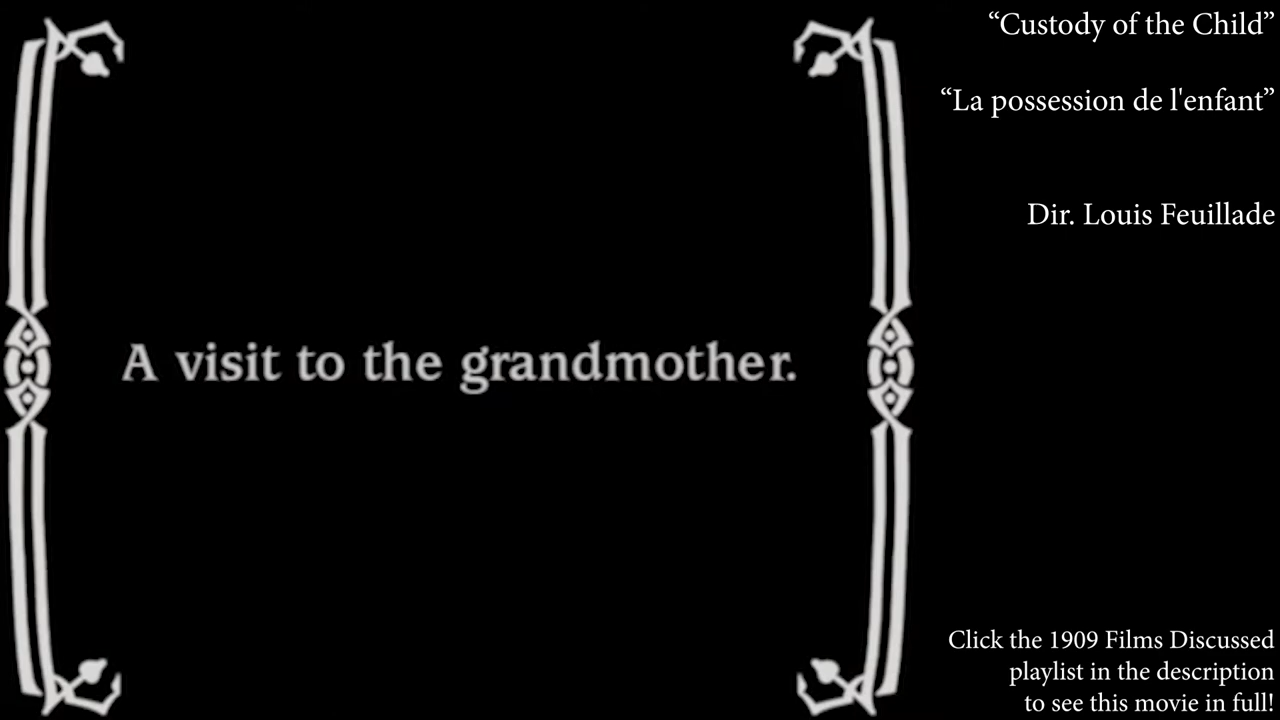 “Custody of the Child”
“La possession de l'enfant”
Dir. Louis Feuillade
A visit to the grandmother.
Click the 1909 Films Discussed
playlist in the description
to see this movie in full!